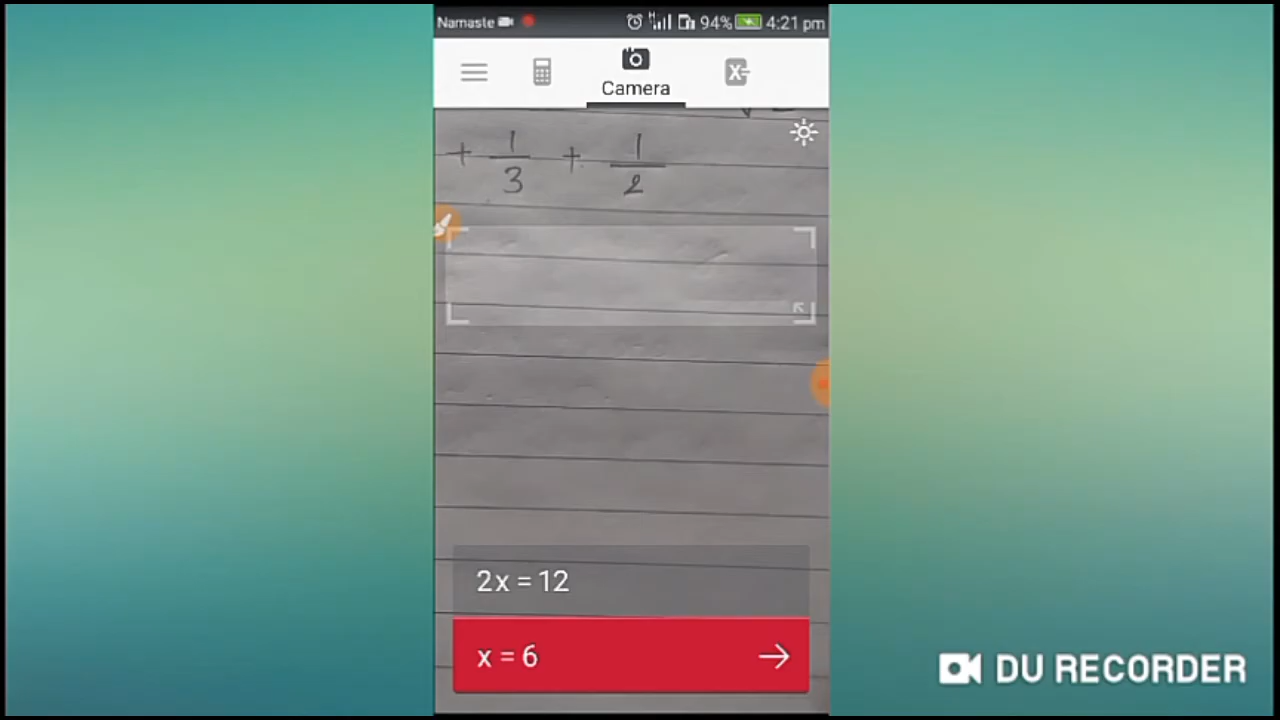 Namaste 94% 4:21 pm
Camera
+ 1/3 + 1/2
2x = 12
x = 6
DU RECORDER